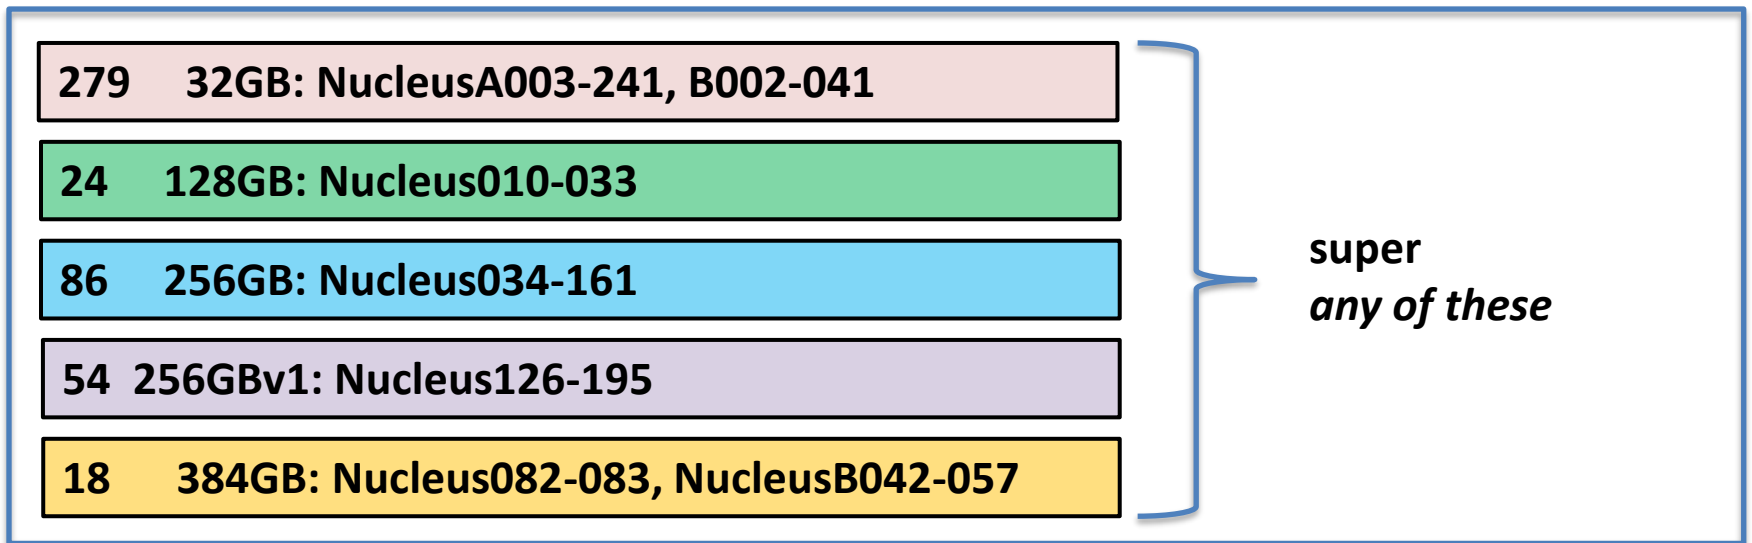 279 32GB: NucleusA003-241, B002-041
24 128GB: Nucleus010-033
86 256GB: Nucleus034-161
54 256GBv1: Nucleus126-195
18 384GB: Nucleus082-083, NucleusB042-057
super
any of these